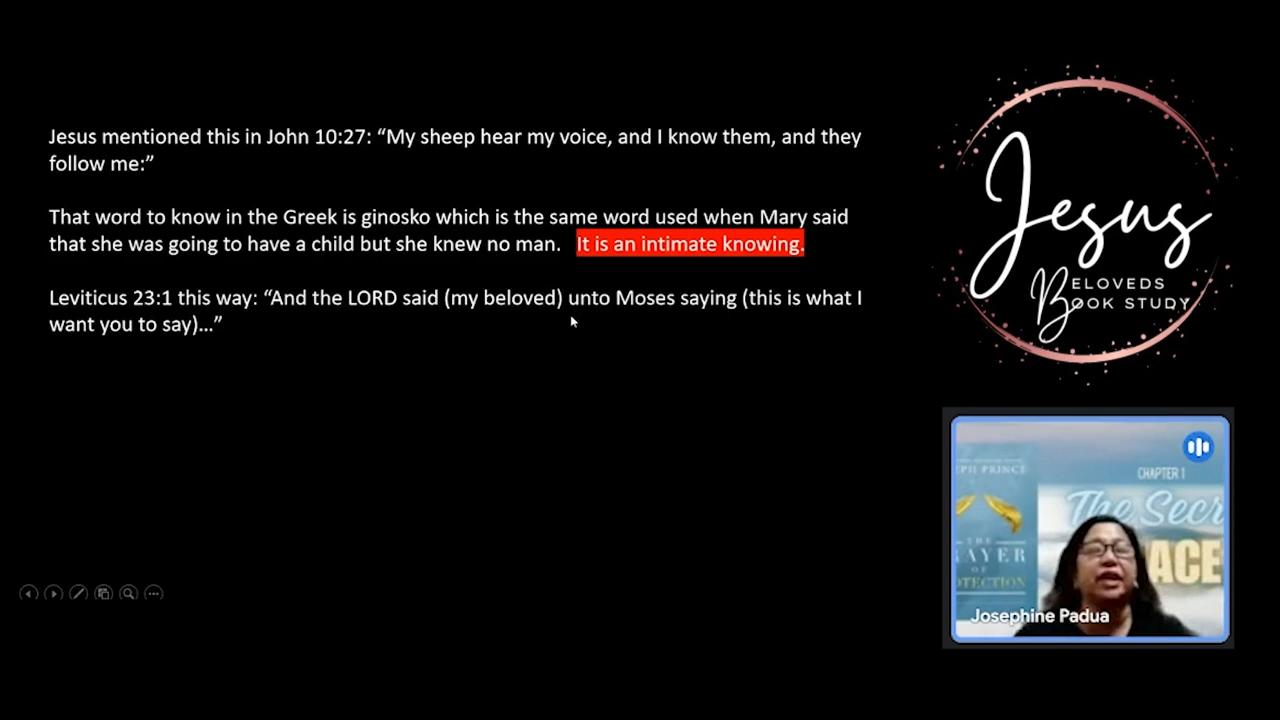 Jesus mentioned this in John 10:27: “My sheep hear my voice, and I know them, and they
follow me:”
That word to know in the Greek is ginosko which is the same word used when Mary said
that she was going to have a child but she knew no man. It is an intimate knowing.
Leviticus 23:1 this way: “And the LORD said (my beloved) unto Moses saying (this is what I
want you to say)…”
Jesus
BELOVEDS
BOOK STUDY
PRINCE
THE
OF
CHAPTER 1
The
Josephine Padua